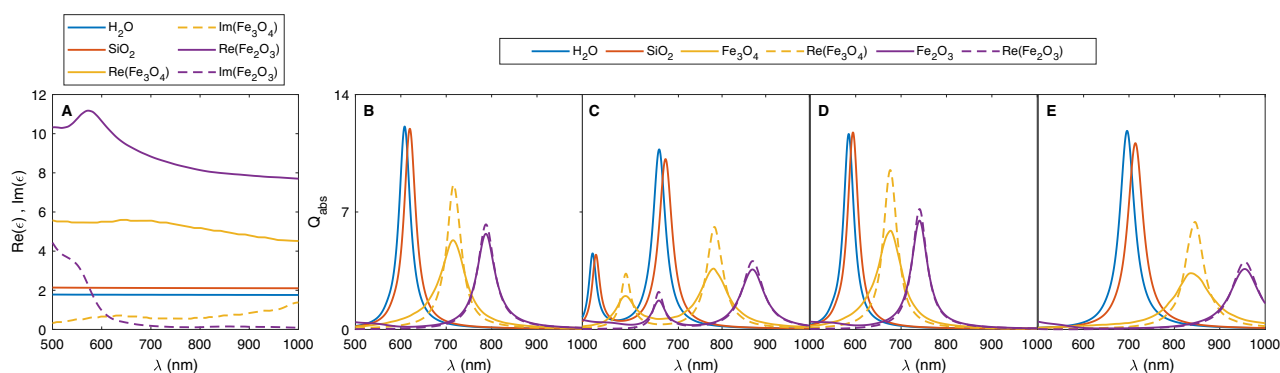 H₂O
SiO₂
Re(Fe₃O₄)
Im(Fe₃O₄)
Re(Fe₂O₃)
Im(Fe₂O₃)
H₂O SiO₂ Fe₃O₄ Re(Fe₃O₄) Fe₂O₃ Re(Fe₂O₃)
A
Re(ϵ) , Im(ϵ)
12
10
8
6
4
2
0
500 600 700 800 900 1000
λ (nm)
B
Q_abs
14
7
0
500 600 700 800 900 1000
λ (nm)
C
600 700 800 900 1000
λ (nm)
D
600 700 800 900 1000
λ (nm)
E
600 700 800 900 1000
λ (nm)